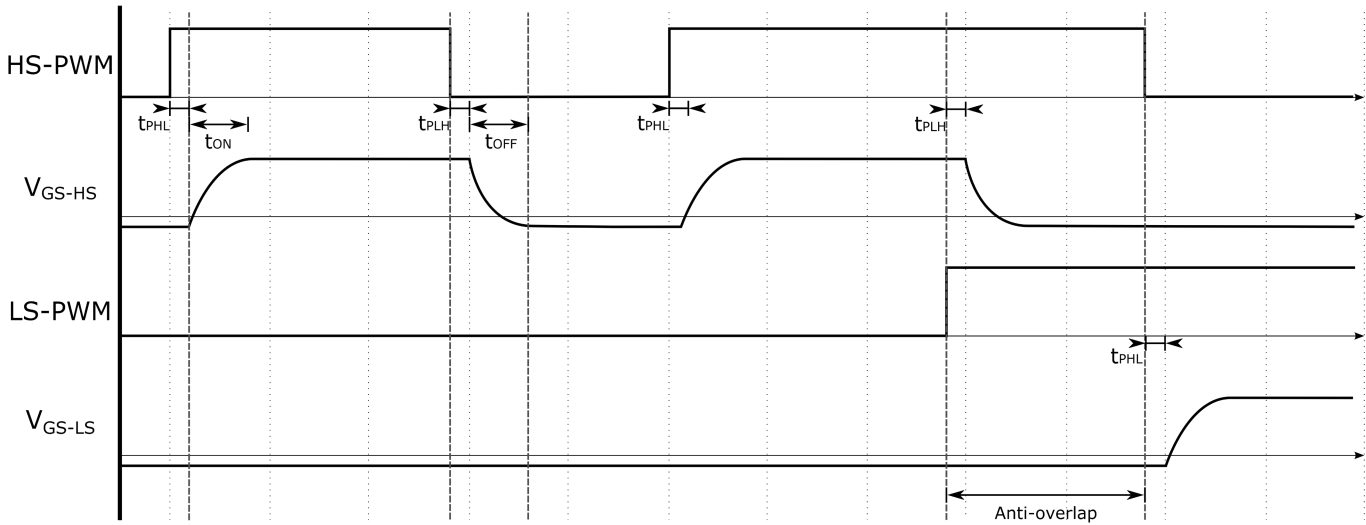 HS-PWM
tPHL
tON
tPLH
tOFF
tPHL
tPLH
VGS-HS
LS-PWM
tPHL
VGS-LS
Anti-overlap